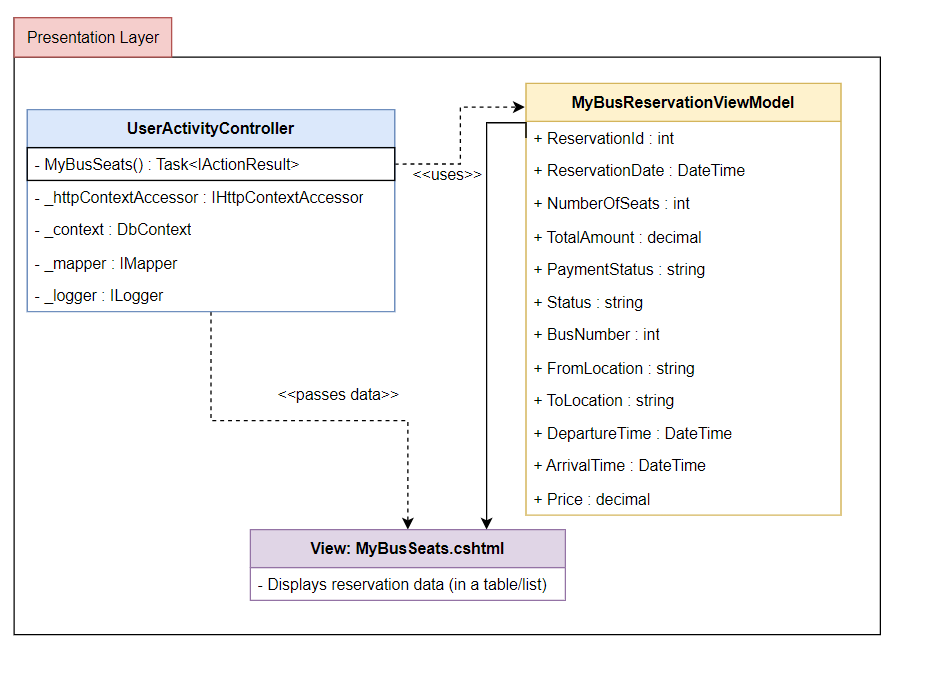 Presentation Layer
UserActivityController
- MyBusSeats() : Task<IActionResult>
- _httpContextAccessor : IHttpContextAccessor
- _context : DbContext
- _mapper : IMapper
- _logger : ILogger
<<uses>>
MyBusReservationViewModel
+ ReservationId : int
+ ReservationDate : DateTime
+ NumberOfSeats : int
+ TotalAmount : decimal
+ PaymentStatus : string
+ Status : string
+ BusNumber : int
+ FromLocation : string
+ ToLocation : string
+ DepartureTime : DateTime
+ ArrivalTime : DateTime
+ Price : decimal
<<passes data>>
View: MyBusSeats.cshtml
- Displays reservation data (in a table/list)